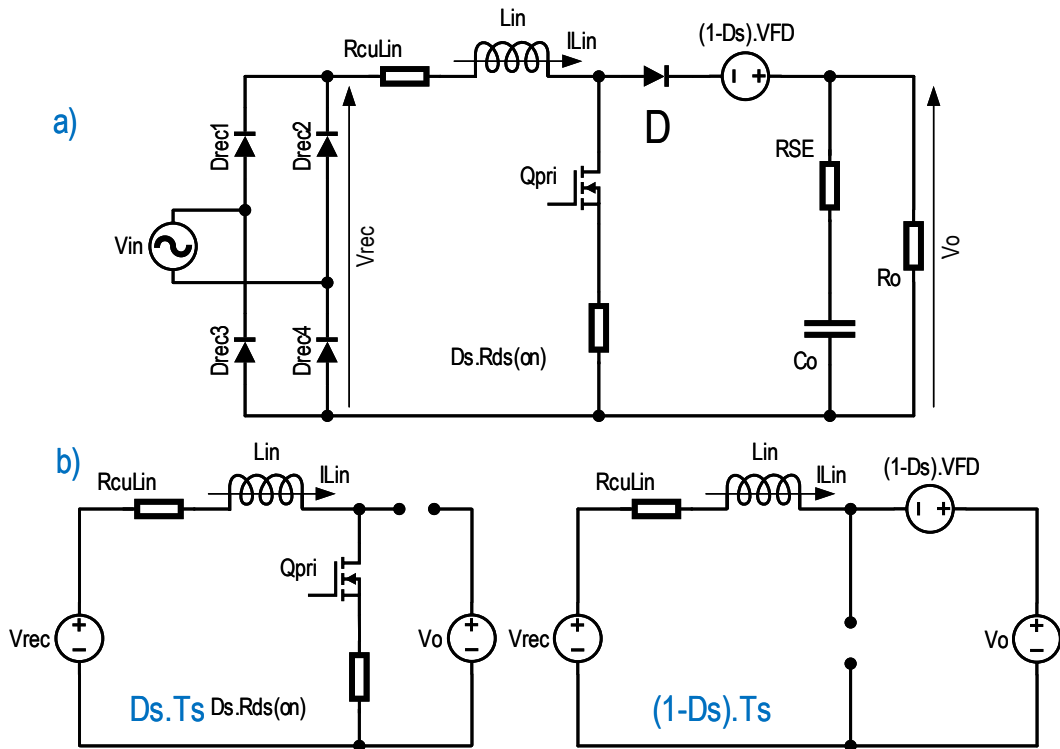 a)
RcuLin
Lin
ILin
(1-Ds).VFD
D
Drec1
Drec2
Vrec
Qpri
RSE
Vin
Ro
Vo
Drec3
Drec4
Ds.Rds(on)
Co
b)
RcuLin
Lin
ILin
Qpri
Vrec
Vo
Ds.Ts
Ds.Rds(on)
RcuLin
Lin
ILin
(1-Ds).VFD
Vrec
Vo
(1-Ds).Ts